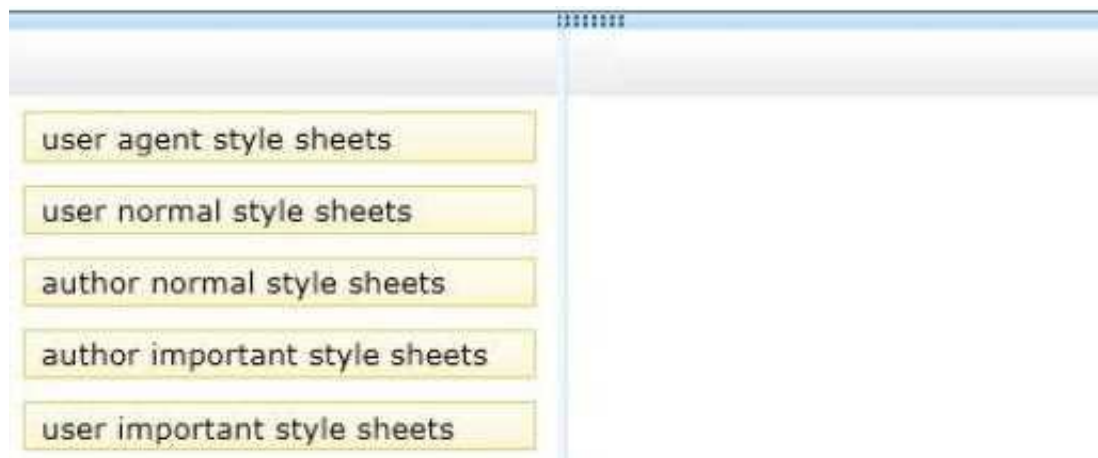 user agent style sheets
user normal style sheets
author normal style sheets
author important style sheets
user important style sheets